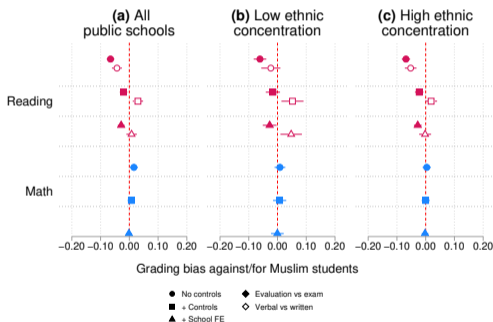 (a) All public schools
(b) Low ethnic concentration
(c) High ethnic concentration
Reading
Math
−0.20 −0.10 0.00 0.10 0.20
−0.20 −0.10 0.00 0.10 0.20
−0.20 −0.10 0.00 0.10 0.20
Grading bias against/for Muslim students
No controls
+ Controls
+ School FE
Evaluation vs exam
Verbal vs written